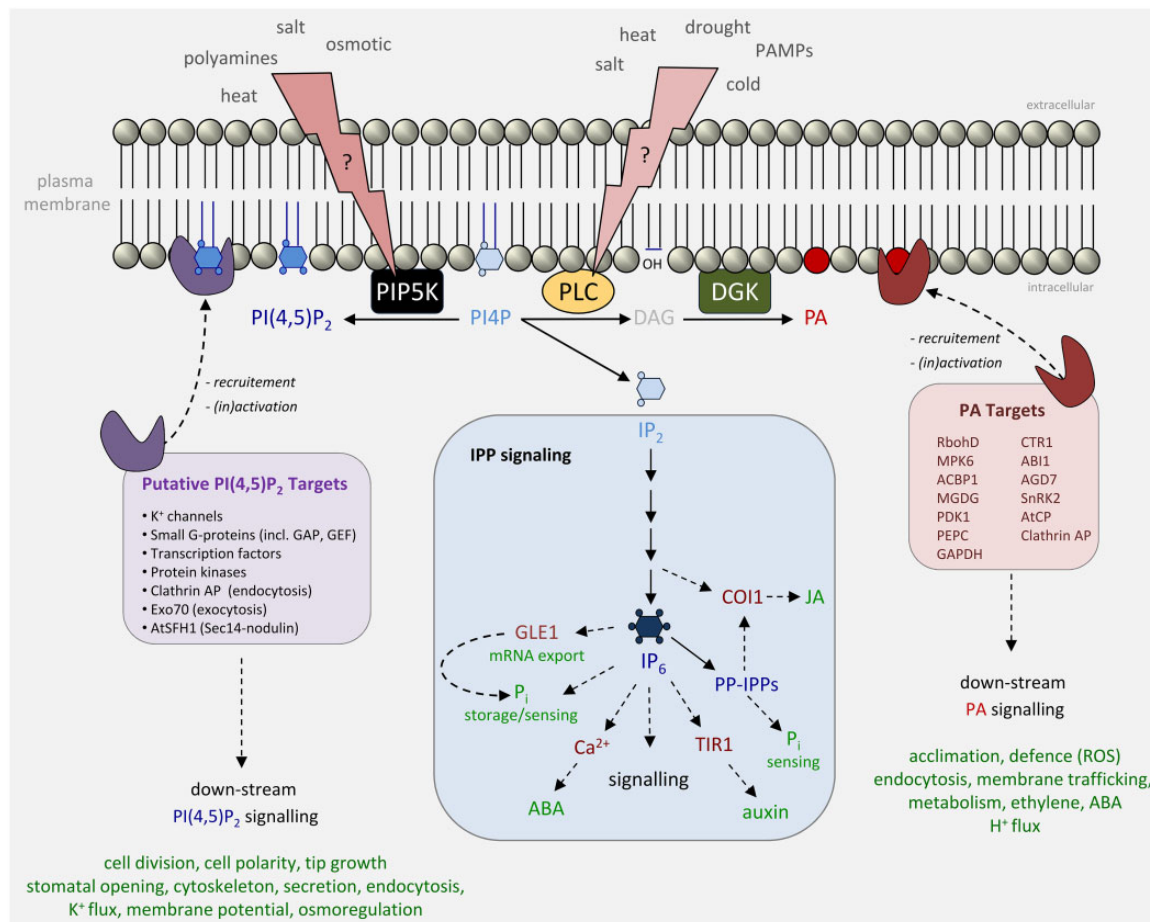 salt
osmotic
polyamines
heat
heat
drought
PAMPs
salt
cold
extracellular
?
?
plasma
membrane
OH
PIP5K
PLC
DGK
intracellular
PI(4,5)P₂
PI4P
DAG
PA
- recruitement
- (in)activation
- recruitement
- (in)activation
IP₂
IPP signaling
Putative PI(4,5)P₂ Targets
• K⁺ channels
• Small G-proteins (incl. GAP, GEF)
• Transcription factors
• Protein kinases
• Clathrin AP (endocytosis)
• Exo70 (exocytosis)
• AtSFH1 (Sec14-nodulin)
PA Targets
RbohD CTR1
MPK6 ABI1
ACBP1 AGD7
MGDG SnRK2
PDK1 AtCP
PEPC Clathrin AP
GAPDH
COI1
JA
GLE1
mRNA export
IP₆
PP-IPPs
Pᵢ
storage/sensing
Ca²⁺
TIR1
Pᵢ
sensing
signalling
ABA
auxin
down-stream
PI(4,5)P₂ signalling
cell division, cell polarity, tip growth
stomatal opening, cytoskeleton, secretion, endocytosis,
K⁺ flux, membrane potential, osmoregulation
down-stream
PA signalling
acclimation, defence (ROS)
endocytosis, membrane trafficking,
metabolism, ethylene, ABA
H⁺ flux